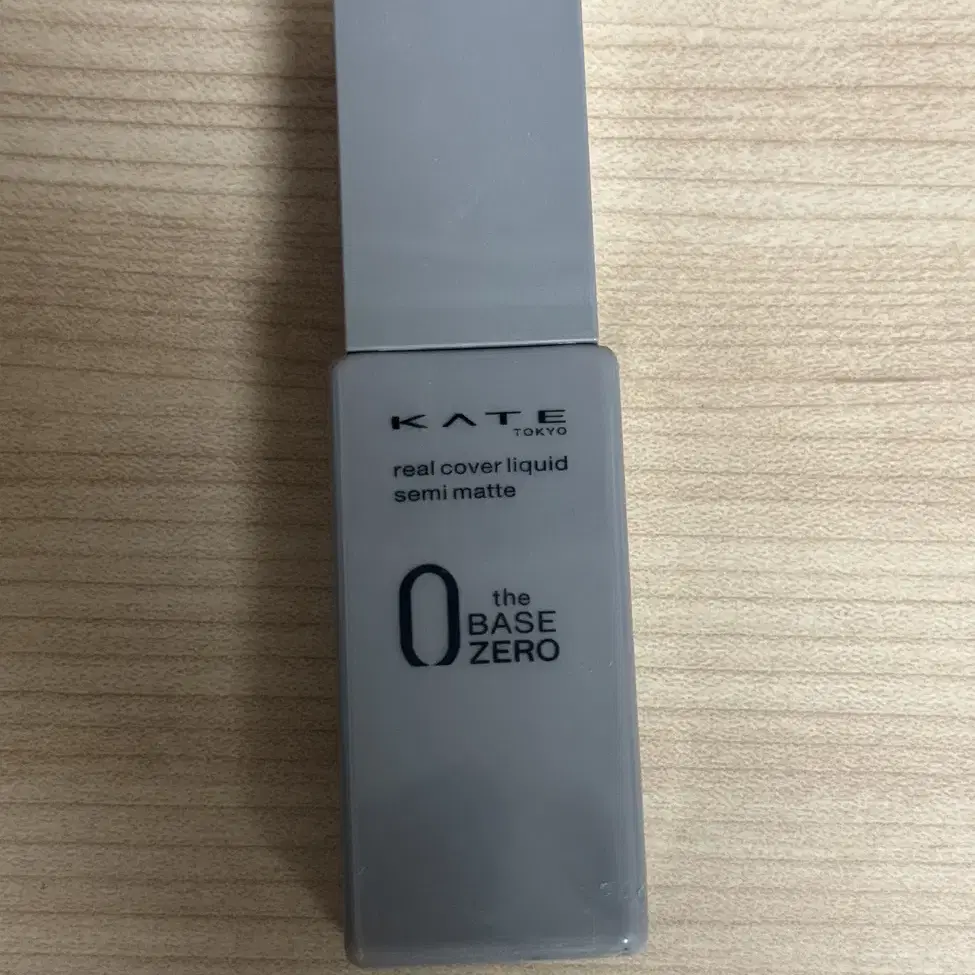 KATE
TOKYO
real cover liquid
semi matte
0 the
BASE
ZERO